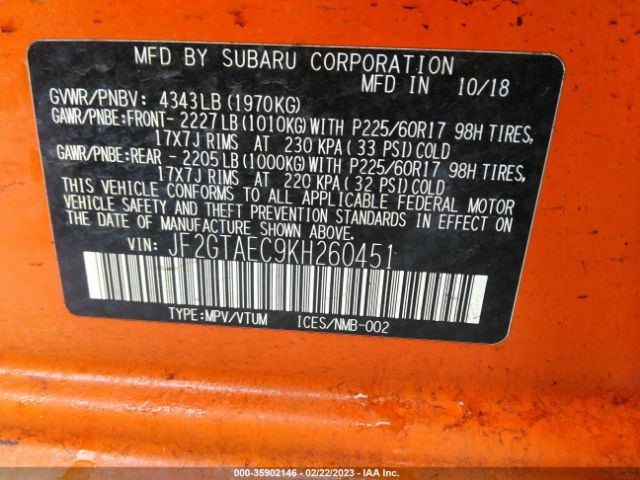 MFD BY SUBARU CORPORATION
MFD IN 10/18
GVWR/PNBV: 4343LB(1970KG)
GAWR/PNBE:FRONT- 2227LB(1010KG)WITH P225/60R17 98H TIRES,
17X7J RIMS AT 230 KPA( 33 PSI)COLD
GAWR/PNBE:REAR - 2205LB(1000KG)WITH P225/60R17 98H TIRES,
17X7J RIMS AT 220 KPA( 32 PSI)COLD
THIS VEHICLE CONFORMS TO ALL APPLICABLE FEDERAL MOTOR
VEHICLE SAFETY AND THEFT PREVENTION STANDARDS IN EFFECT ON
THE DATE OF MANUFACTURE SHOWN ABOVE.
VIN: JF2GTAEC9KH260451
TYPE:MPV/VTUM ICES/NMB-002
000-35902146 - 02/22/2023 - IAA Inc.